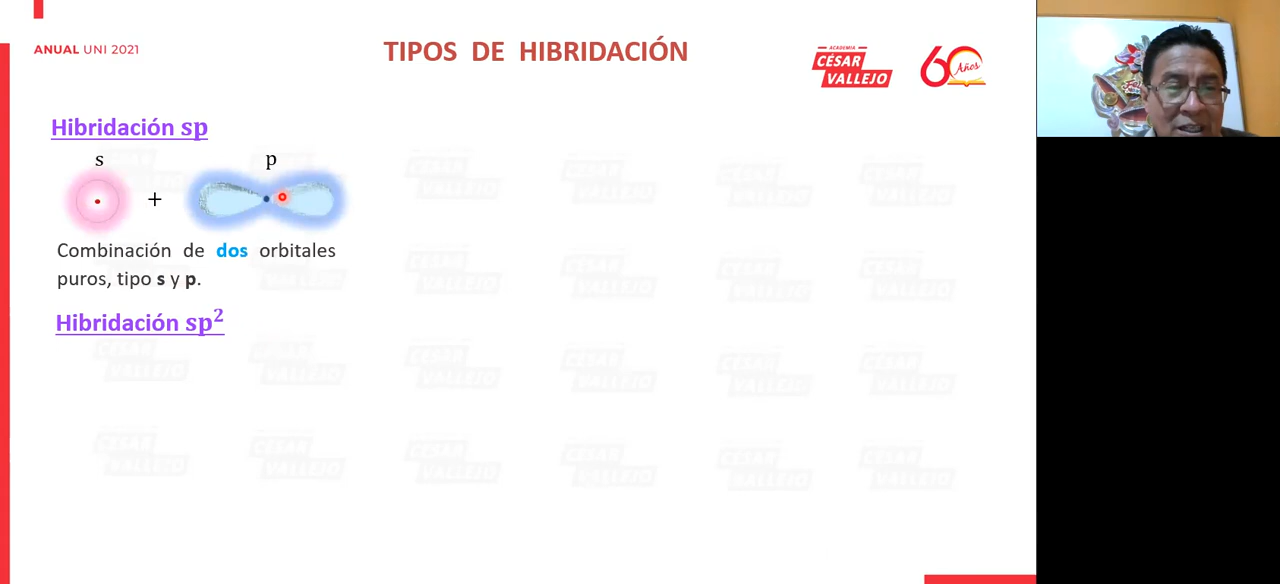 ANUAL UNI 2021
TIPOS DE HIBRIDACIÓN
ACADEMIA
CÉSAR
VALLEJO
60
Años
Hibridación sp
s
p
+
Combinación de dos orbitales
puros, tipo s y p.
Hibridación sp²